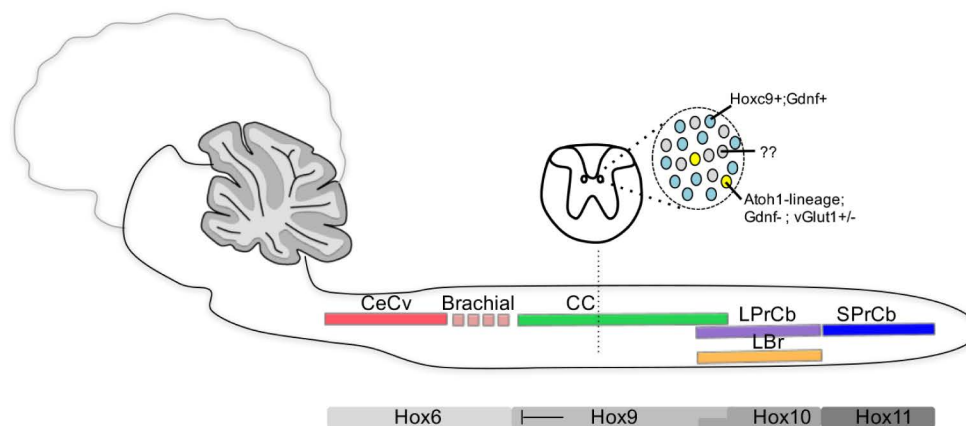 Hoxc9+;Gdnf+
??
Atoh1-lineage;
Gdnf- ; vGlut1+/-
CeCv Brachial CC
LPrCb SPrCb
LBr
Hox6 Hox9 Hox10 Hox11